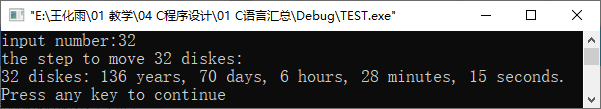 "E:\王化雨\01 教学\04 C程序设计\01 C语言汇总\Debug\TEST.exe"
input number:32
the step to move 32 diskes:
32 diskes: 136 years, 70 days, 6 hours, 28 minutes, 15 seconds.
Press any key to continue